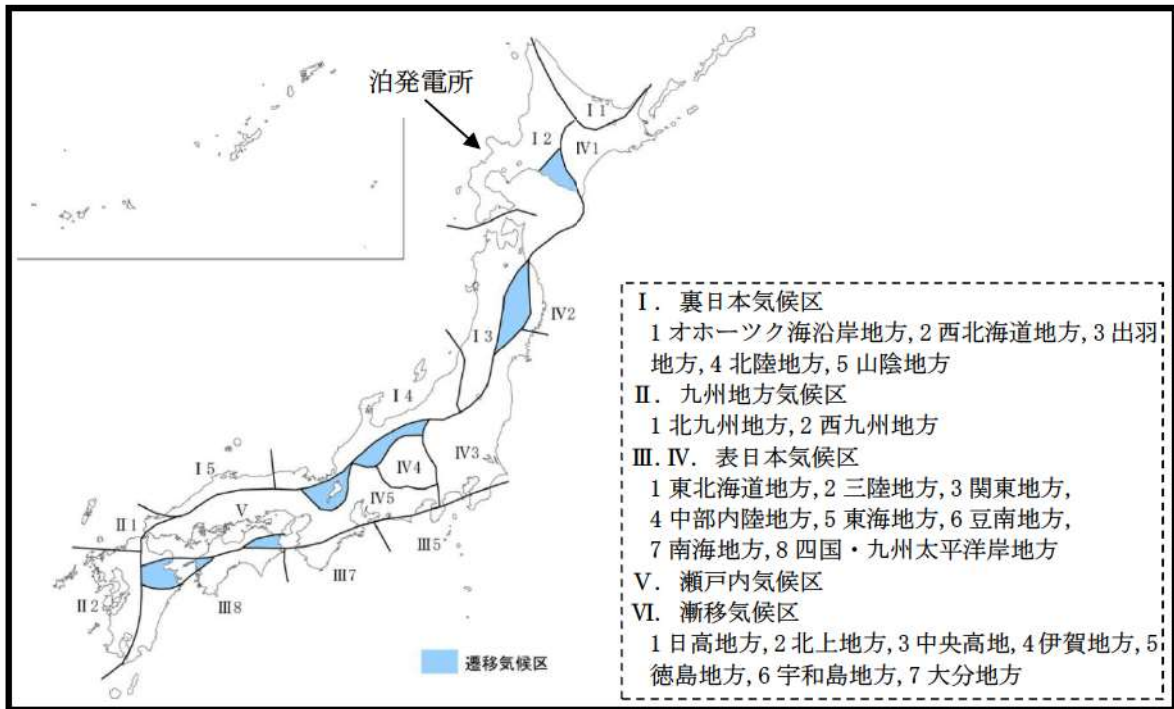 泊発電所
Ⅰ1
Ⅰ2
Ⅳ1
Ⅳ2
Ⅰ3
Ⅰ4
Ⅳ3
Ⅳ4
Ⅰ5
Ⅳ5
Ⅴ
Ⅱ1
Ⅲ5
Ⅲ7
Ⅱ2
Ⅲ8
遷移気候区
Ⅰ. 裏日本気候区
1 オホーツク海沿岸地方, 2 西北海道地方, 3 出羽
地方, 4 北陸地方, 5 山陰地方
Ⅱ. 九州地方気候区
1 北九州地方, 2 西九州地方
Ⅲ. Ⅳ. 表日本気候区
1 東北海道地方, 2 三陸地方, 3 関東地方,
4 中部内陸地方, 5 東海地方, 6 豆南地方,
7 南海地方, 8 四国・九州太平洋岸地方
Ⅴ. 瀬戸内気候区
Ⅵ. 漸移気候区
1 日高地方, 2 北上地方, 3 中央高地, 4 伊賀地方, 5
徳島地方, 6 宇和島地方, 7 大分地方